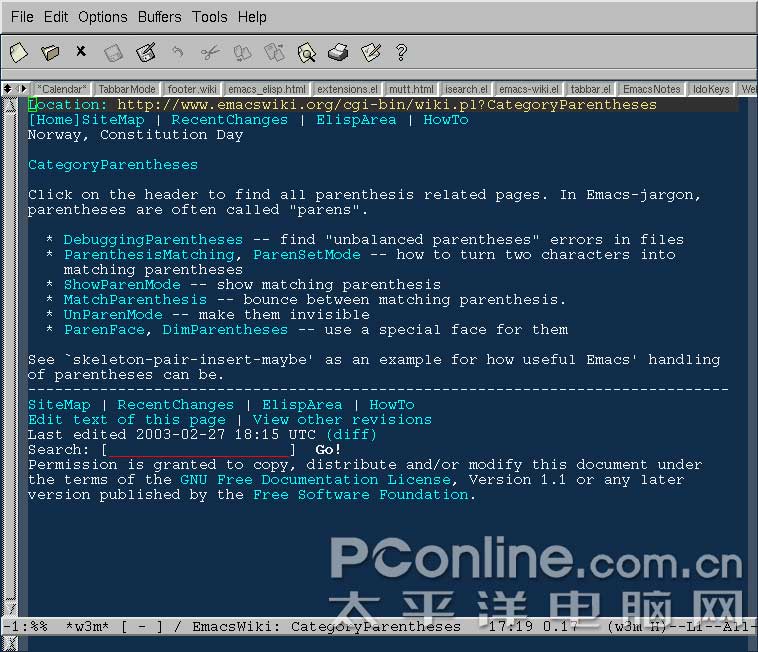 File Edit Options Buffers Tools Help
*Calendar* TabbarMode footer.wiki emacs_elisp.html extensions.el mutt.html isearch.el emacs-wiki.el tabbar.el EmacsNotes IdoKeys
Location: http://www.emacswiki.org/cgi-bin/wiki.pl?CategoryParentheses
[Home]SiteMap | RecentChanges | ElispArea | HowTo
Norway, Constitution Day
CategoryParentheses
Click on the header to find all parenthesis related pages. In Emacs-jargon,
parentheses are often called "parens".
* DebuggingParentheses -- find "unbalanced parentheses" errors in files
* ParenthesisMatching, ParenSetMode -- how to turn two characters into
matching parentheses
* ShowParenMode -- show matching parenthesis
* MatchParenthesis -- bounce between matching parenthesis.
* UnParenMode -- make them invisible
* ParenFace, DimParentheses -- use a special face for them
See `skeleton-pair-insert-maybe' as an example for how useful Emacs' handling
of parentheses can be.
------------------------------------------------------------------------------
SiteMap | RecentChanges | ElispArea | HowTo
Edit text of this page | View other revisions
Last edited 2003-02-27 18:15 UTC (diff)
Search: [____________________] Go!
Permission is granted to copy, distribute and/or modify this document under
the terms of the GNU Free Documentation License, Version 1.1 or any later
version published by the Free Software Foundation.
PConline.com.cn
太平洋电脑网
-1:%% *w3m* [ - ] / EmacsWiki: CategoryParentheses 17:19 0.17 (w3m H)--L1--All-